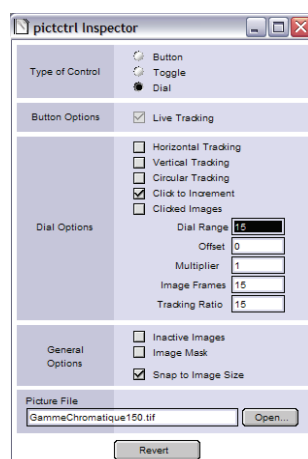 pictctrl Inspector
Type of Control
Button
Toggle
Dial
Button Options
Live Tracking
Dial Options
Horizontal Tracking
Vertical Tracking
Circular Tracking
Click to Increment
Clicked Images
Dial Range 15
Offset 0
Multiplier 1
Image Frames 15
Tracking Ratio 15
General
Options
Inactive Images
Image Mask
Snap to Image Size
Picture File
GammeChromatique150.tif Open...
Revert